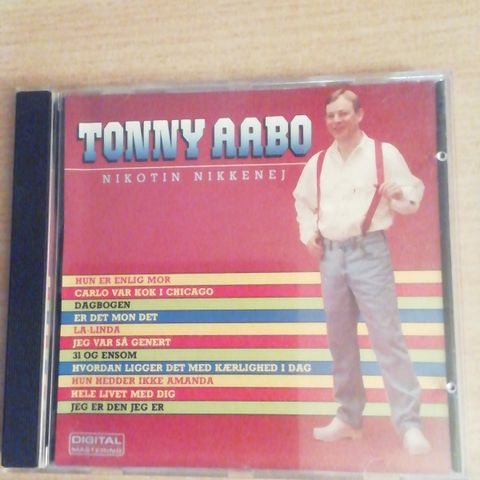 TONNY AABO
NIKOTIN NIKKENEJ
HUN ER ENLIG MOR
CARLO VAR KOK I CHICAGO
DAGBOGEN
ER DET MON DET
LA-LINDA
JEG VAR SÅ GENERT
31 OG ENSOM
HVORDAN LIGGER DET MED KÆRLIGHED I DAG
HUN HEDDER IKKE AMANDA
HELE LIVET MED DIG
JEG ER DEN JEG ER
DIGITAL
MASTERING